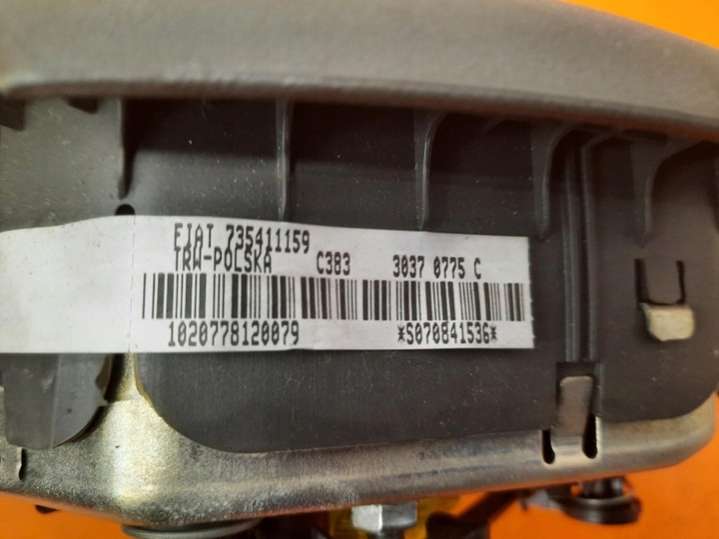 FIAT 735411159
TRW-POLSKA C383 3037 0775 C
1020778120079 *S070841536*